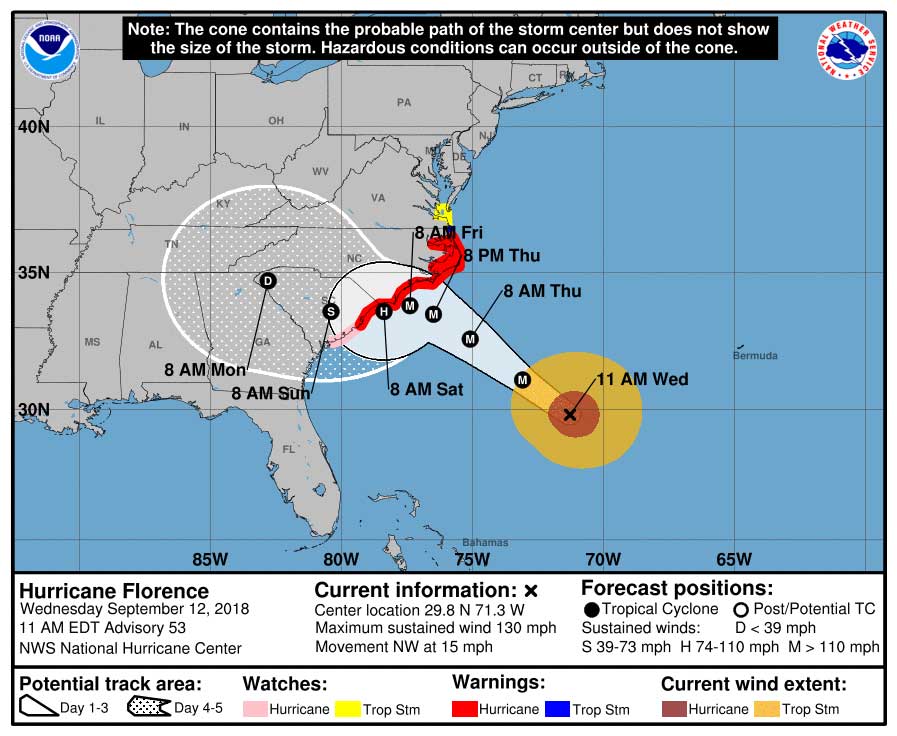 Note: The cone contains the probable path of the storm center but does not show
the size of the storm. Hazardous conditions can occur outside of the cone.
NOAA
NATIONAL WEATHER SERVICE
CT
PA
40N
IL
IN
OH
NJ
DE
WV
KY
VA
8 AM Fri
TN
NC
8 PM Thu
35N
8 AM Thu
D
S
H
M
M
M
SC
MS
AL
GA
Bermuda
8 AM Mon
M
11 AM Wed
8 AM Sun
8 AM Sat
30N
FL
Bahamas
85W
80W
75W
70W
65W
Hurricane Florence
Wednesday September 12, 2018
11 AM EDT Advisory 53
NWS National Hurricane Center
Current information:
Center location 29.8 N 71.3 W
Maximum sustained wind 130 mph
Movement NW at 15 mph
Forecast positions:
Tropical Cyclone Post/Potential TC
Sustained winds: D < 39 mph
S 39-73 mph H 74-110 mph M > 110 mph
Potential track area:
Day 1-3 Day 4-5
Watches:
Hurricane Trop Stm
Warnings:
Hurricane Trop Stm
Current wind extent:
Hurricane Trop Stm